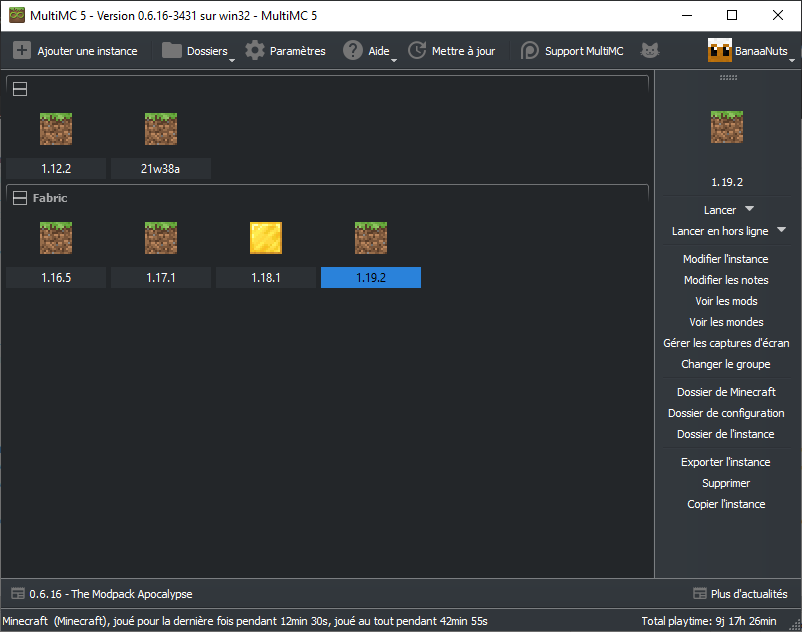 MultiMC 5 - Version 0.6.16-3431 sur win32 - MultiMC 5
Ajouter une instance Dossiers Paramètres Aide Mettre à jour Support MultiMC BanaaNuts
1.12.2 21w38a
Fabric
1.16.5 1.17.1 1.18.1 1.19.2
1.19.2
Lancer
Lancer en hors ligne
Modifier l'instance
Modifier les notes
Voir les mods
Voir les mondes
Gérer les captures d'écran
Changer le groupe
Dossier de Minecraft
Dossier de configuration
Dossier de l'instance
Exporter l'instance
Supprimer
Copier l'instance
0.6.16 - The Modpack Apocalypse Plus d'actualités
Minecraft (Minecraft), joué pour la dernière fois pendant 12min 30s, joué au tout pendant 42min 55s Total playtime: 9j 17h 26min